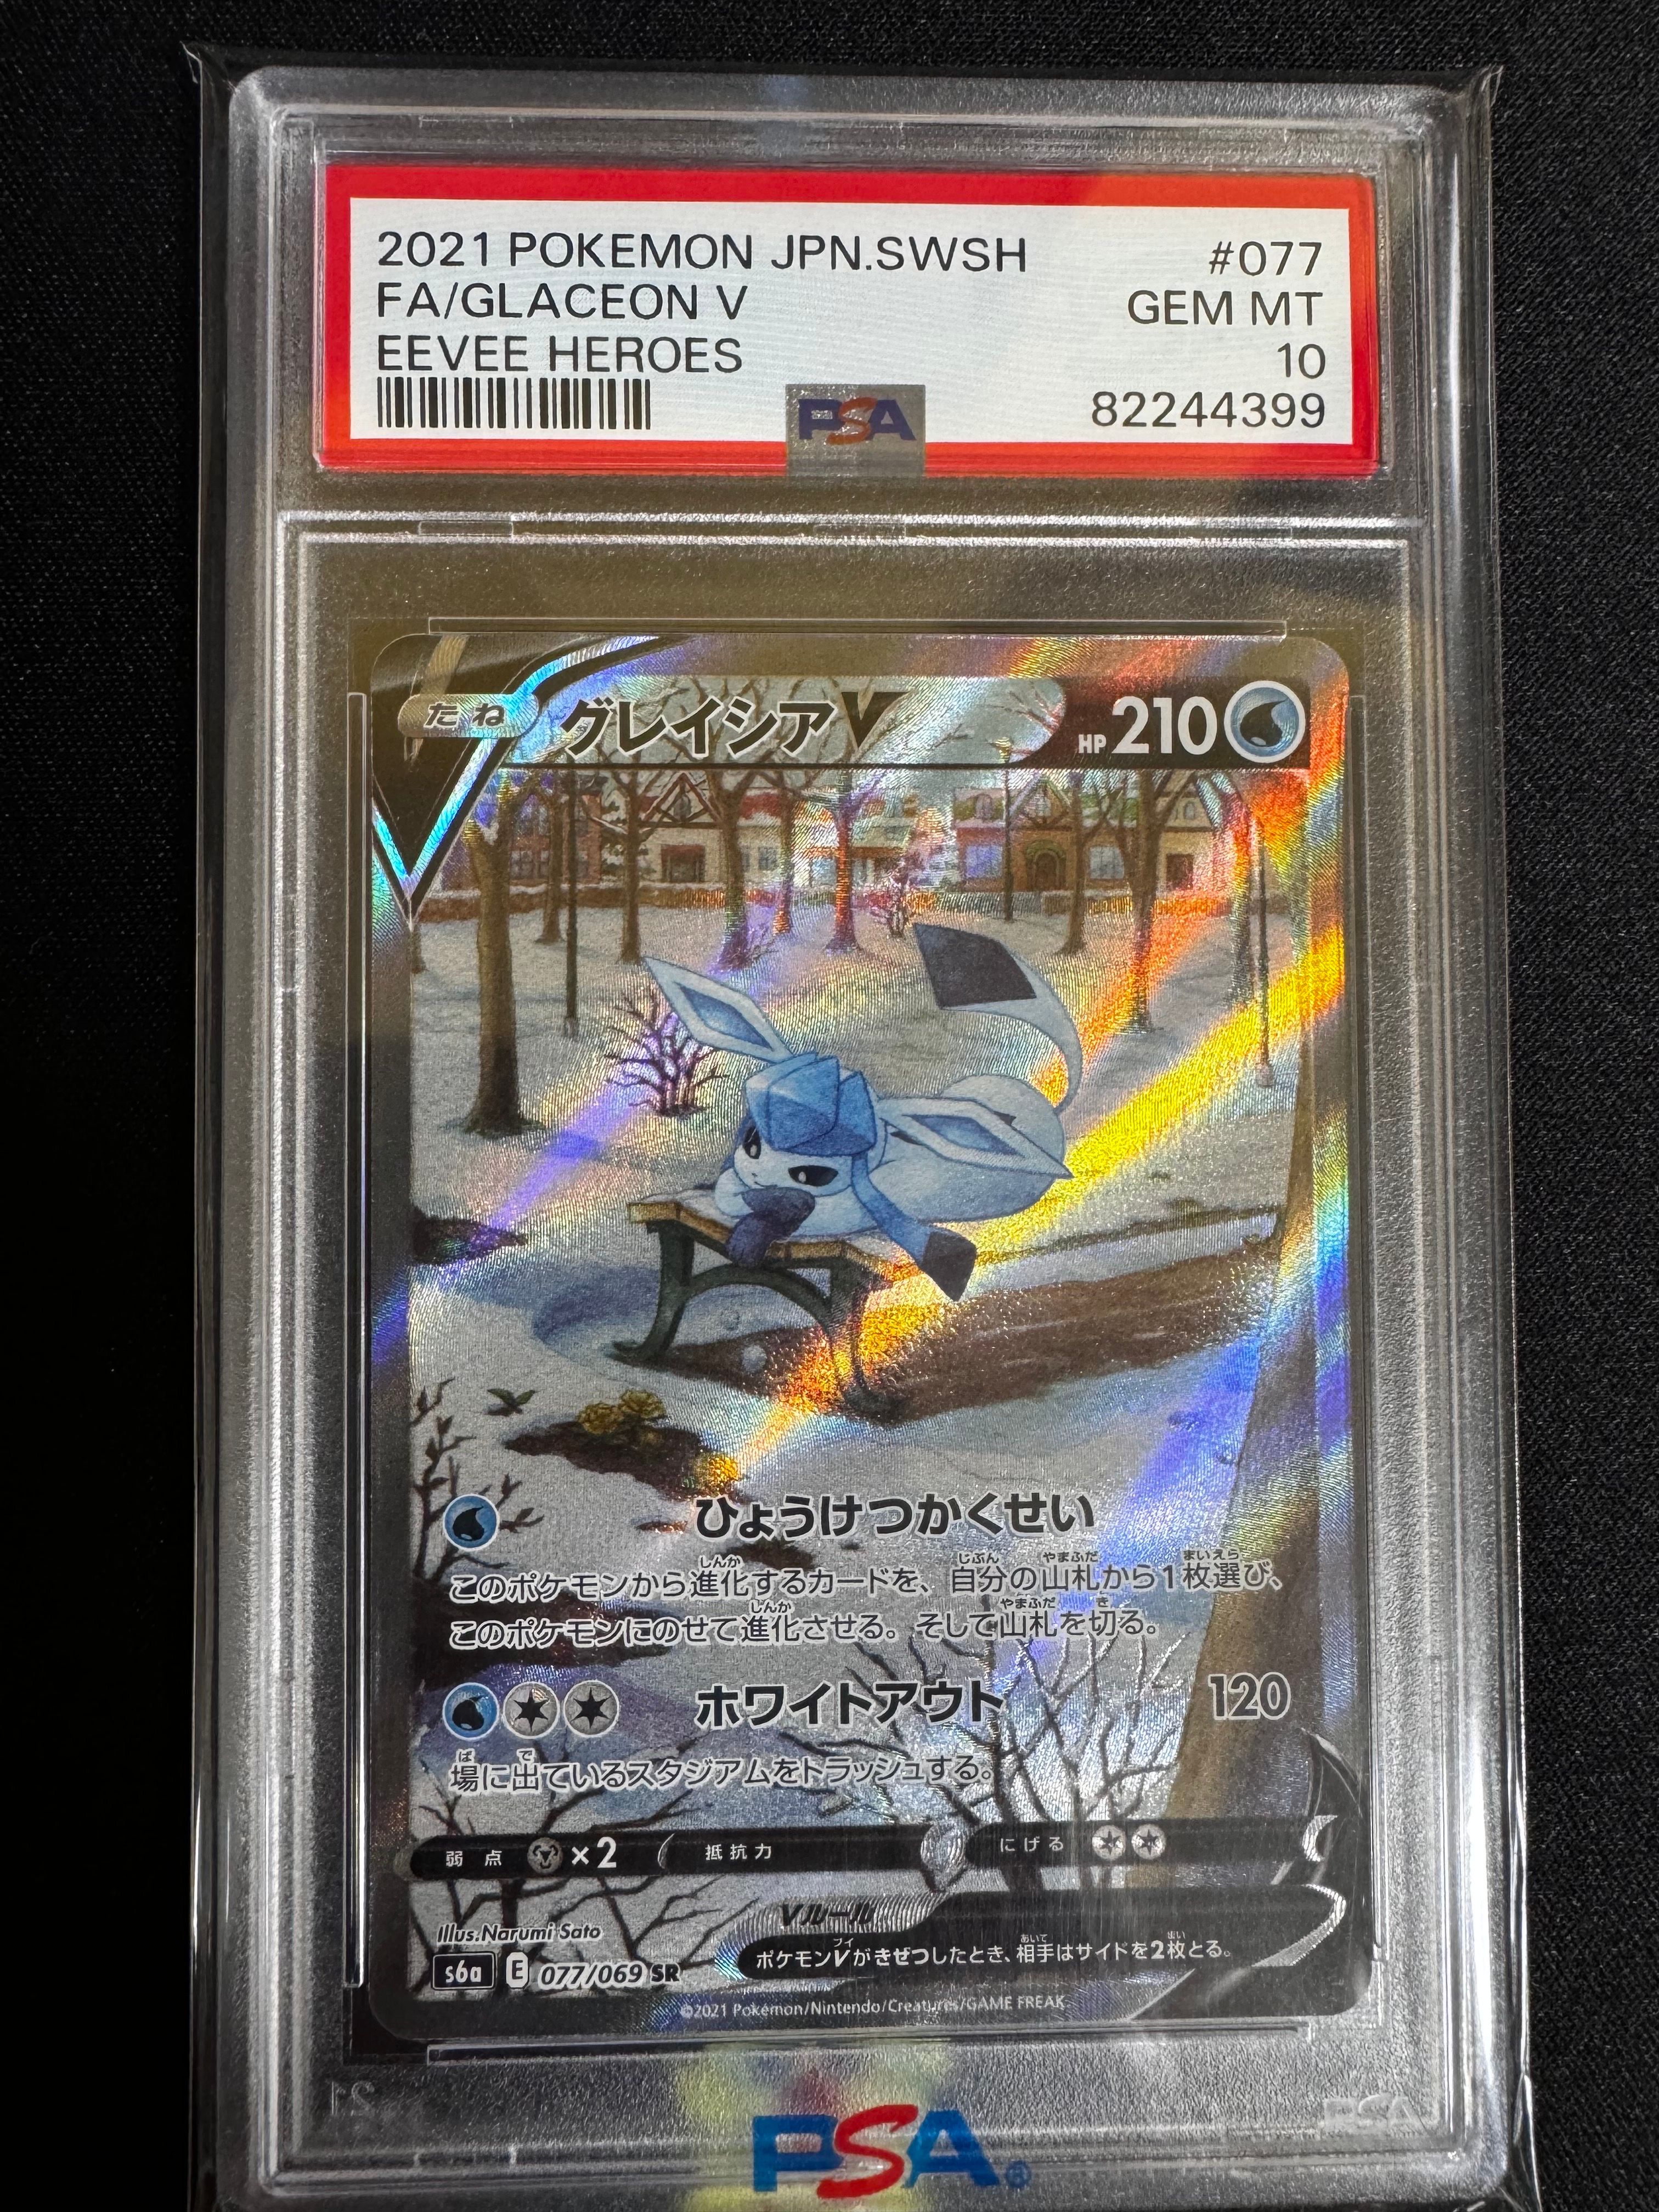 2021 POKEMON JPN.SWSH #077
FA/GLACEON V GEM MT
EEVEE HEROES 10
PSA 82244399
たね グレイシアV HP 210
ひょうけつかくせい
このポケモンから進化するカードを、自分の山札から1枚選び、
このポケモンにのせて進化させる。そして山札を切る。
ホワイトアウト 120
場に出ているスタジアムをトラッシュする。
弱点 ×2 抵抗力 にげる
Illus. Narumi Sato Vルール
ポケモンVがきぜつしたとき、相手はサイドを2枚とる。
s6a E 077/069 SR
©2021 Pokémon/Nintendo/Creatures/GAME FREAK.
PSA®